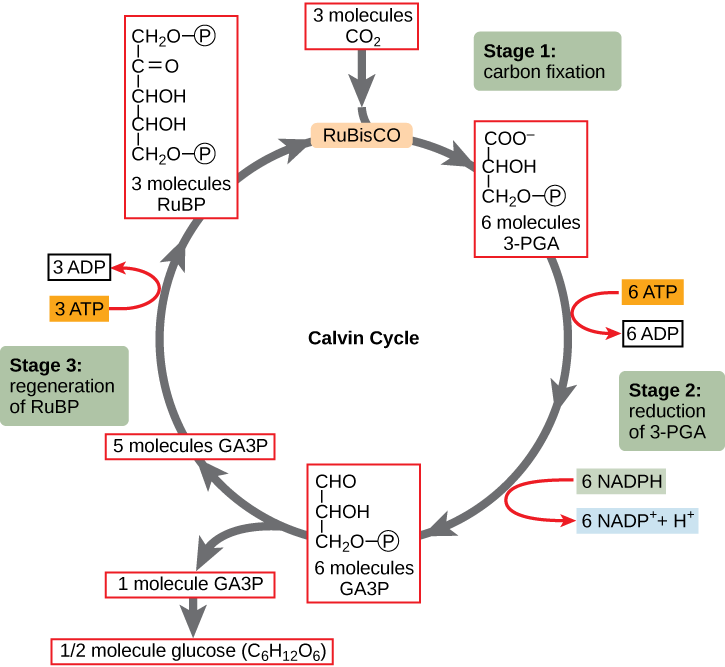 3 molecules
CO₂
Stage 1:
carbon fixation
RuBisCO
CH₂O–P
C=O
CHOH
CHOH
CH₂O–P
3 molecules
RuBP
COO⁻
CHOH
CH₂O–P
6 molecules
3-PGA
3 ADP
3 ATP
6 ATP
6 ADP
Calvin Cycle
Stage 3:
regeneration
of RuBP
Stage 2:
reduction
of 3-PGA
5 molecules GA3P
CHO
CHOH
CH₂O–P
6 molecules
GA3P
6 NADPH
6 NADP⁺+ H⁺
1 molecule GA3P
1/2 molecule glucose (C₆H₁₂O₆)